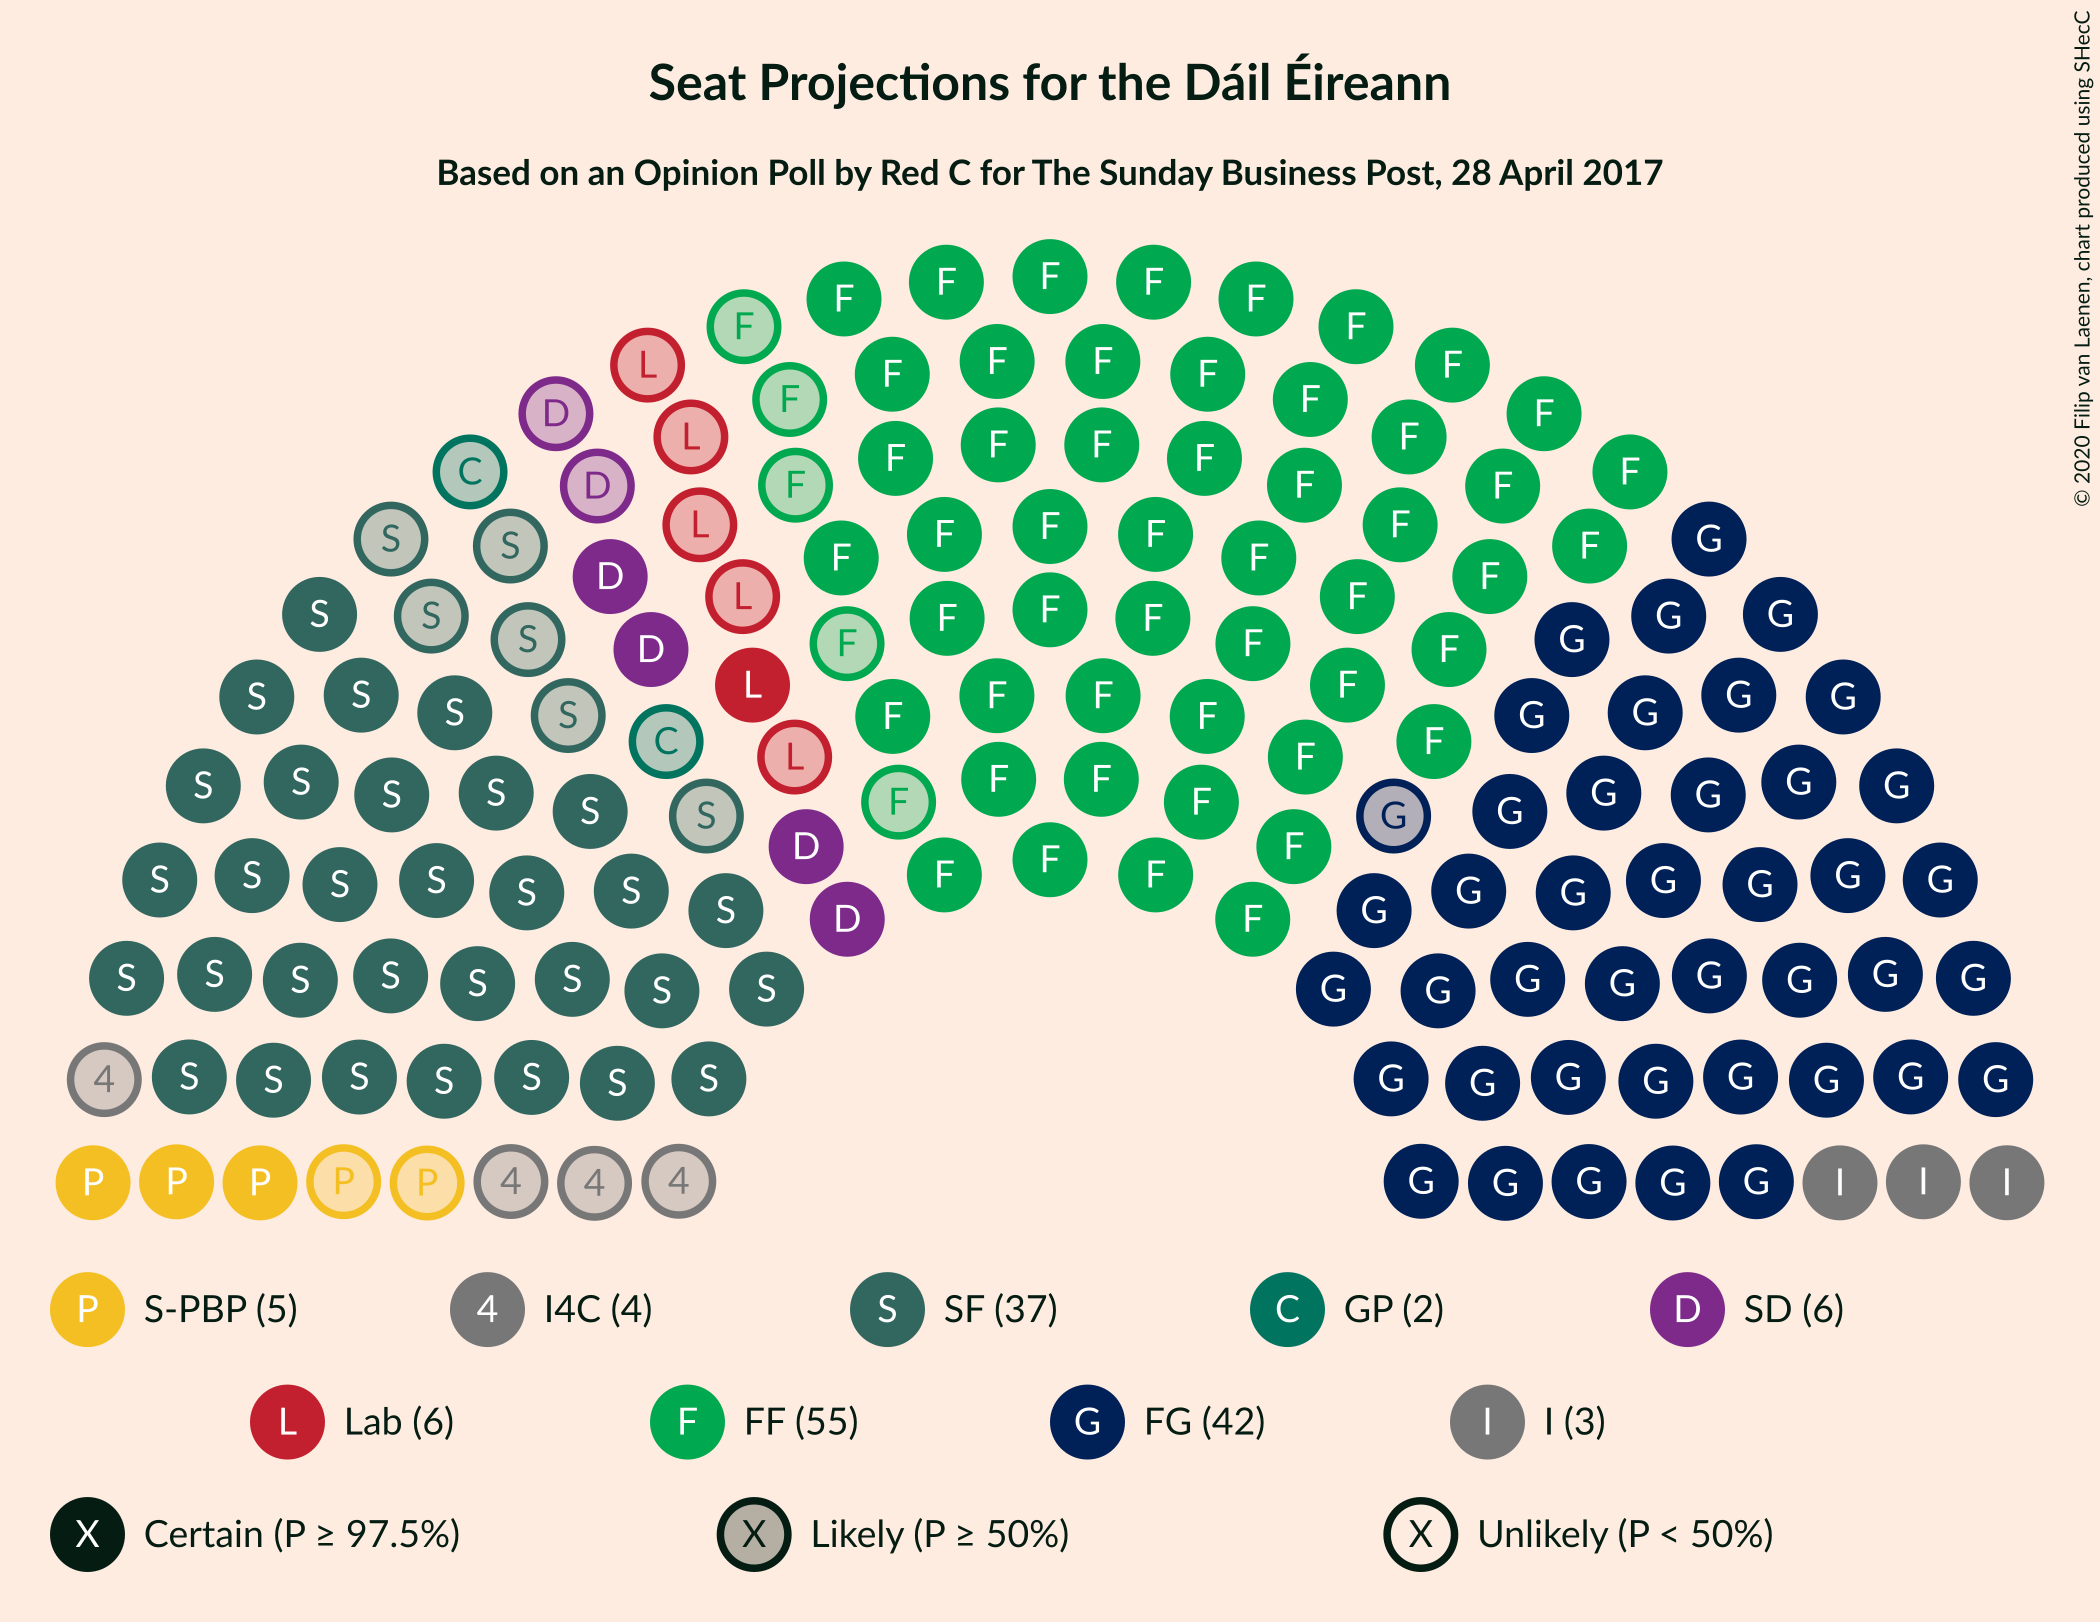 Seat Projections for the Dáil Éireann
Based on an Opinion Poll by Red C for The Sunday Business Post, 28 April 2017
© 2020 Filip van Laenen, chart produced using SHecC
F F F F F F F
L F F
D F F F F F F
C D L F F F F F F F
S S D L F F F F F F F G
S S S D L F F F F F F F G G G
S S S S D L F F F F F F F G G G G
S S S S S C L F F F F F F F G G G G G
S S S S S S S D F F F F F G G G G G G G
S S S S S S S S D F F F F G G G G G G G G
4 S S S S S S S G G G G G G G G
P P P P P 4 4 4 G G G G G I I I
P S-PBP (5) 4 I4C (4) S SF (37) C GP (2) D SD (6)
L Lab (6) F FF (55) G FG (42) I I (3)
X Certain (P ≥ 97.5%) X Likely (P ≥ 50%) X Unlikely (P < 50%)